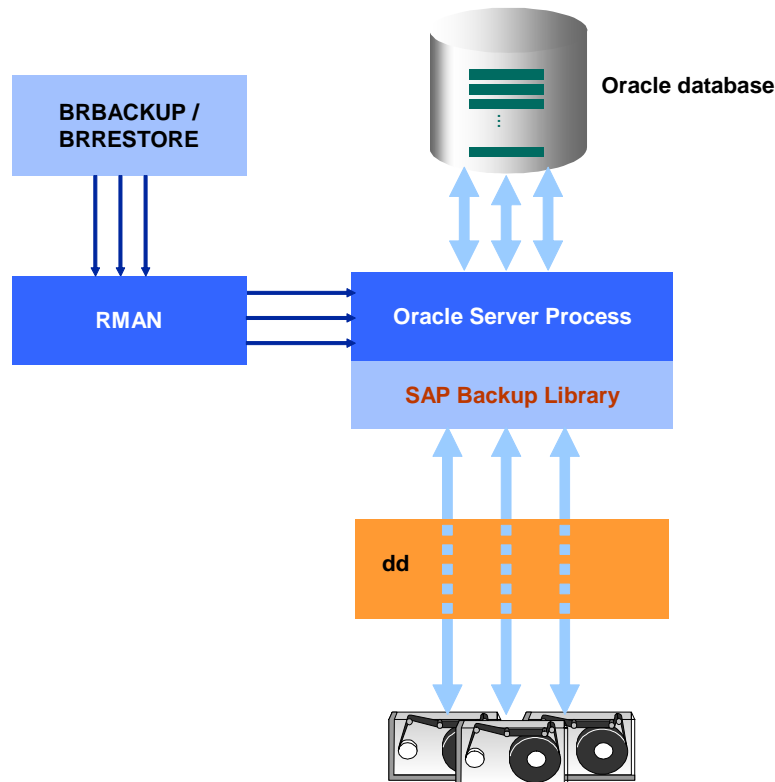 Oracle database
BRBACKUP /
BRRESTORE
RMAN
Oracle Server Process
SAP Backup Library
dd